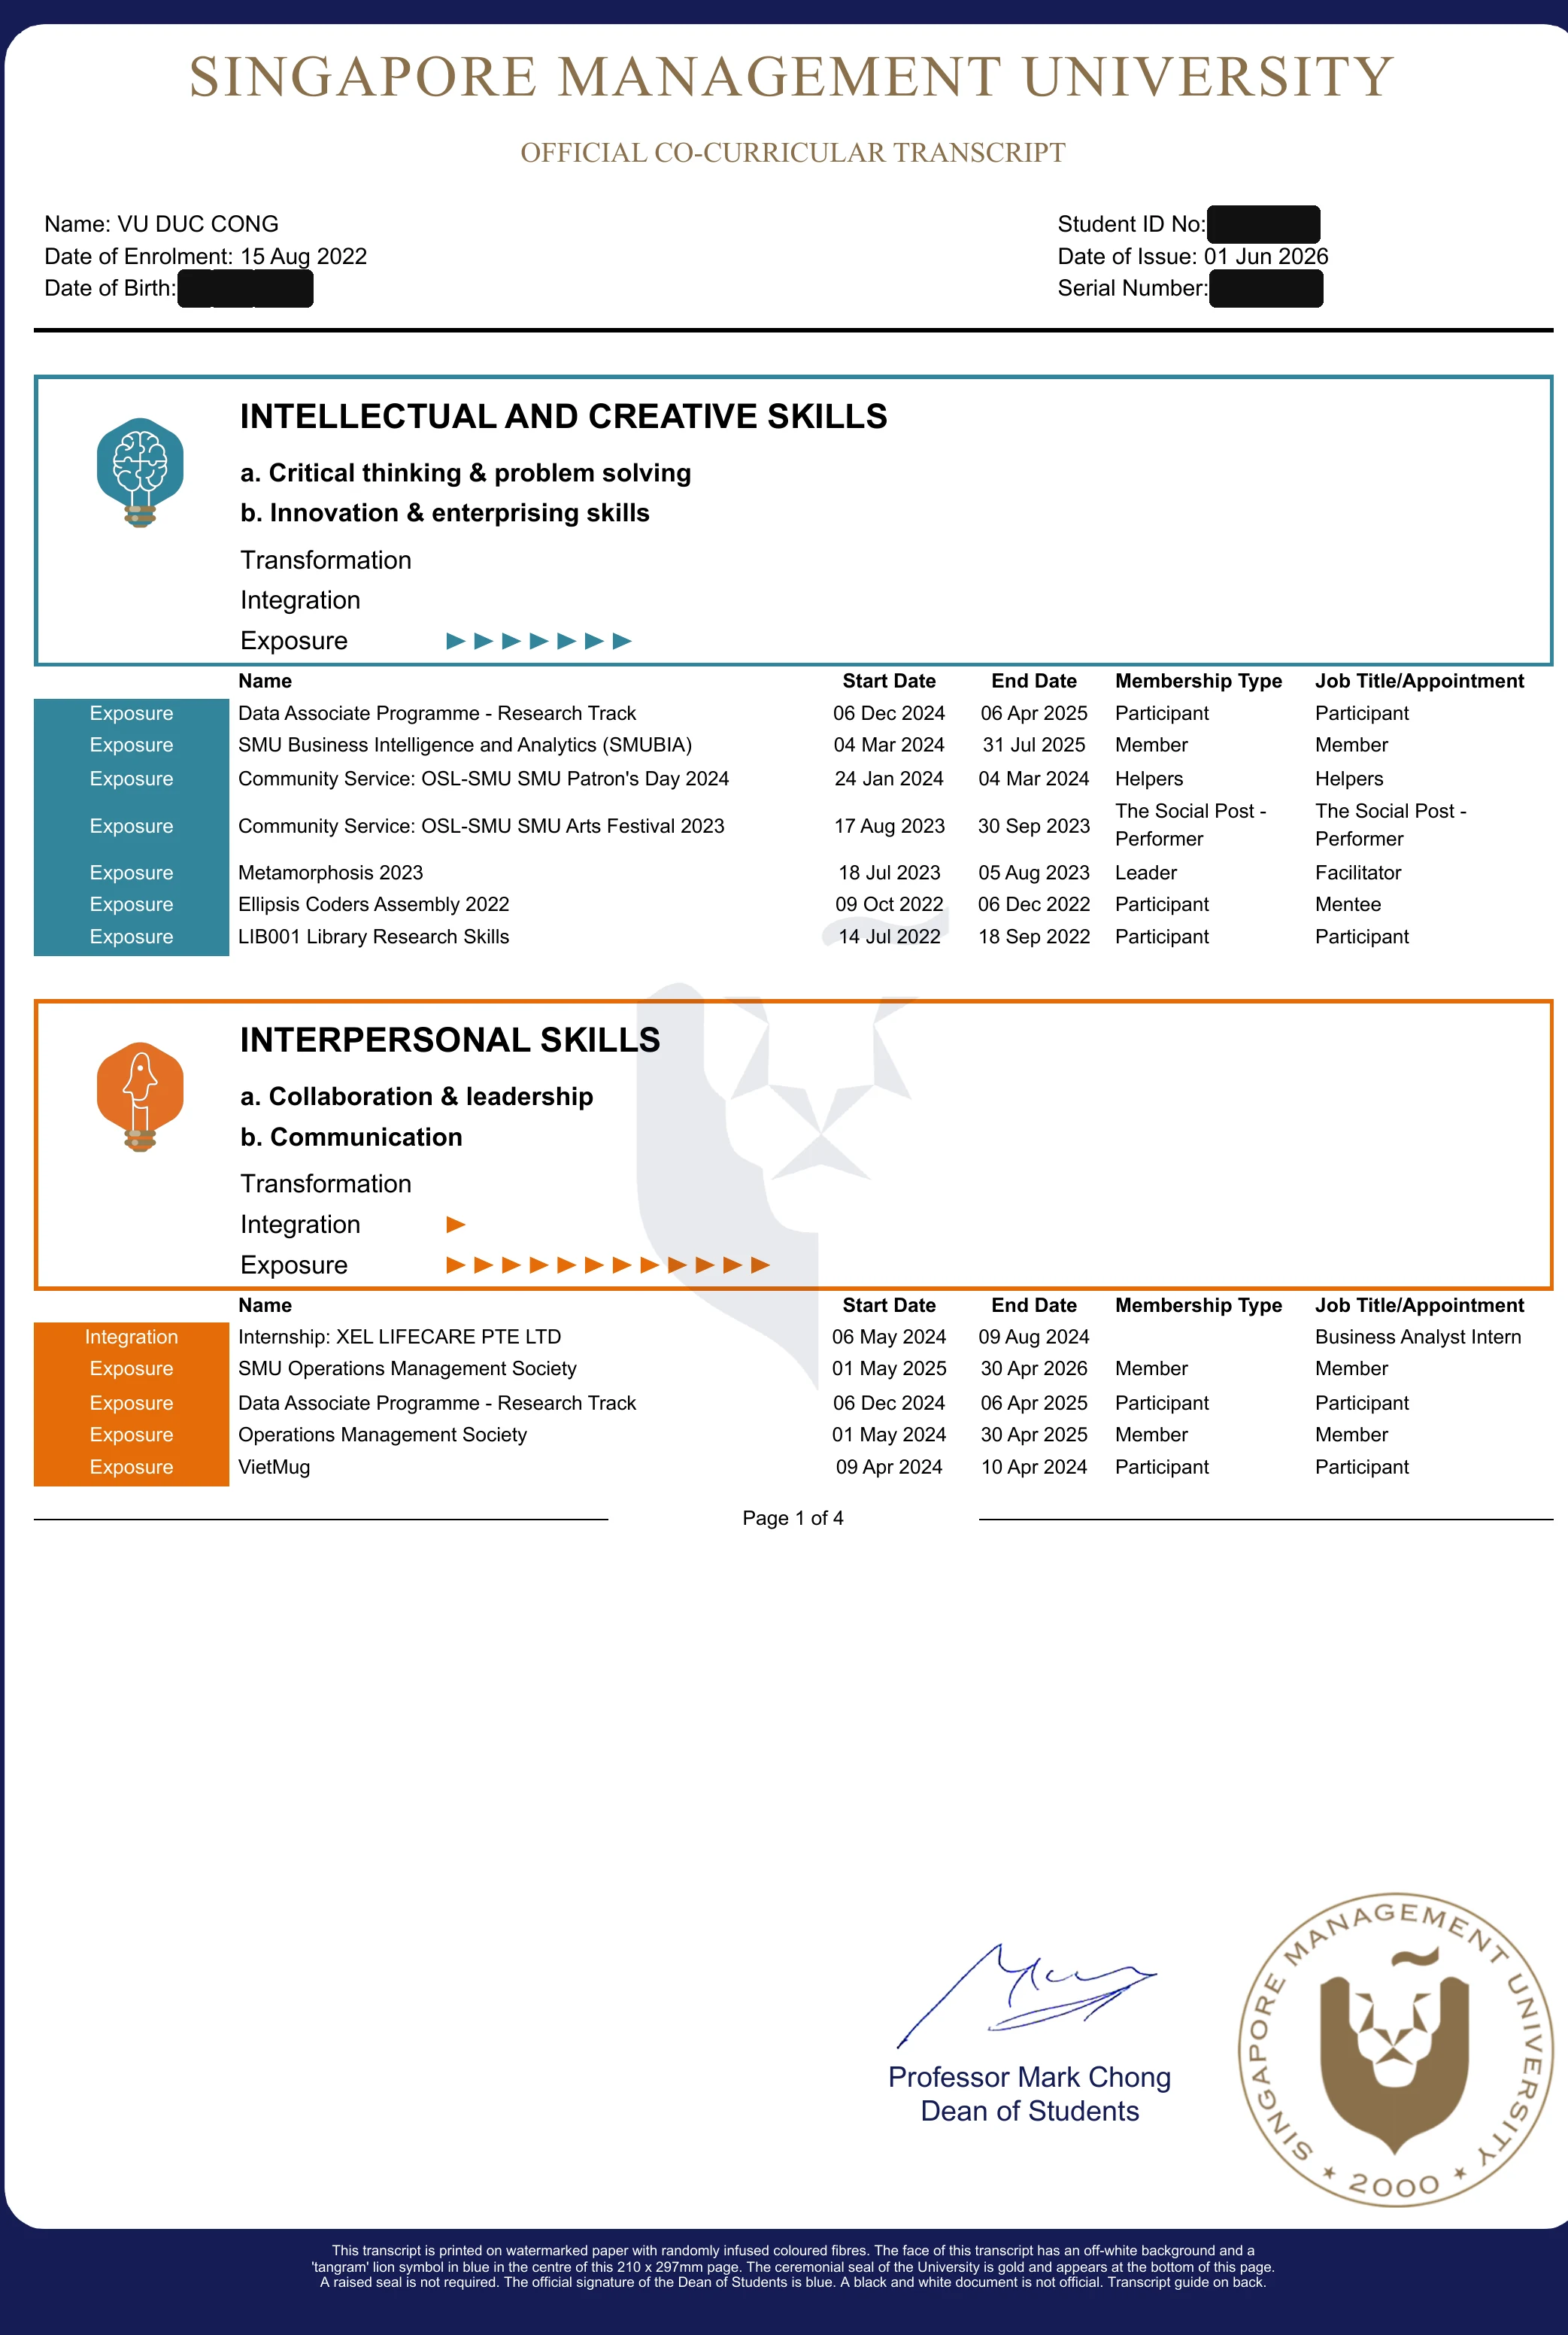 SINGAPORE MANAGEMENT UNIVERSITY
OFFICIAL CO-CURRICULAR TRANSCRIPT
Name: VU DUC CONG
Student ID No:
Date of Enrolment: 15 Aug 2022
Date of Issue: 01 Jun 2026
Date of Birth:
Serial Number:
INTELLECTUAL AND CREATIVE SKILLS
a. Critical thinking & problem solving
b. Innovation & enterprising skills
Transformation
Integration
Exposure
Name Start Date End Date Membership Type Job Title/Appointment
Exposure Data Associate Programme - Research Track 06 Dec 2024 06 Apr 2025 Participant Participant
Exposure SMU Business Intelligence and Analytics (SMUBIA) 04 Mar 2024 31 Jul 2025 Member Member
Exposure Community Service: OSL-SMU SMU Patron's Day 2024 24 Jan 2024 04 Mar 2024 Helpers Helpers
Exposure Community Service: OSL-SMU SMU Arts Festival 2023 17 Aug 2023 30 Sep 2023 The Social Post - Performer The Social Post - Performer
Exposure Metamorphosis 2023 18 Jul 2023 05 Aug 2023 Leader Facilitator
Exposure Ellipsis Coders Assembly 2022 09 Oct 2022 06 Dec 2022 Participant Mentee
Exposure LIB001 Library Research Skills 14 Jul 2022 18 Sep 2022 Participant Participant
INTERPERSONAL SKILLS
a. Collaboration & leadership
b. Communication
Transformation
Integration
Exposure
Name Start Date End Date Membership Type Job Title/Appointment
Integration Internship: XEL LIFECARE PTE LTD 06 May 2024 09 Aug 2024 Business Analyst Intern
Exposure SMU Operations Management Society 01 May 2025 30 Apr 2026 Member Member
Exposure Data Associate Programme - Research Track 06 Dec 2024 06 Apr 2025 Participant Participant
Exposure Operations Management Society 01 May 2024 30 Apr 2025 Member Member
Exposure VietMug 09 Apr 2024 10 Apr 2024 Participant Participant
Page 1 of 4
Professor Mark Chong
Dean of Students
SINGAPORE MANAGEMENT UNIVERSITY
2000
This transcript is printed on watermarked paper with randomly infused coloured fibres. The face of this transcript has an off-white background and a
'tangram' lion symbol in blue in the centre of this 210 x 297mm page. The ceremonial seal of the University is gold and appears at the bottom of this page.
A raised seal is not required. The official signature of the Dean of Students is blue. A black and white document is not official. Transcript guide on back.